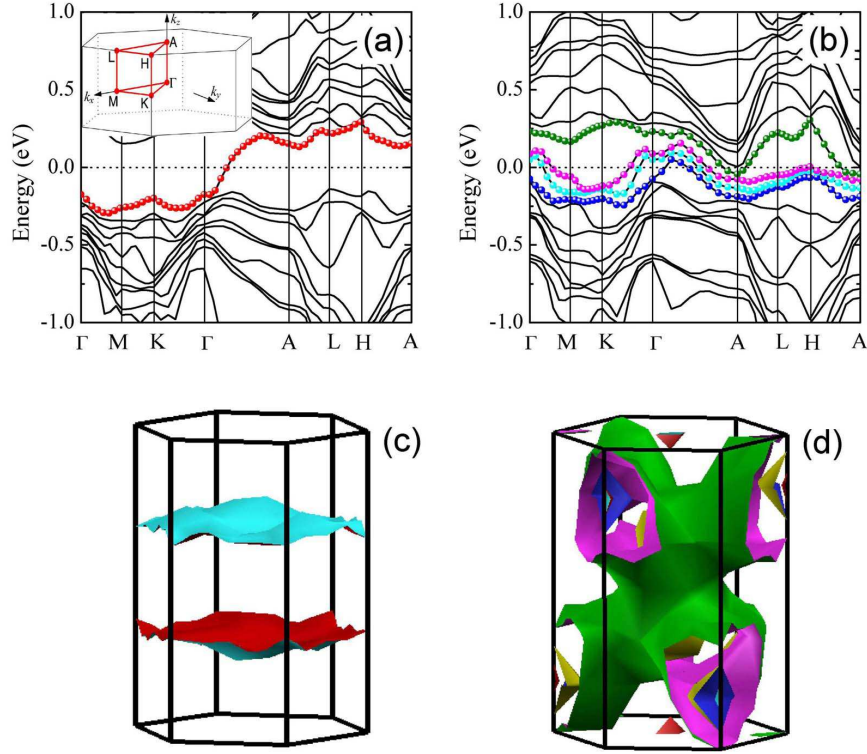 (a)
1.0
0.5
0.0
-0.5
-1.0
Energy (eV)
Γ M K Γ A L H A
k_z
A
L
H
Γ
k_x
M
K
k_y
(b)
1.0
0.5
0.0
-0.5
-1.0
Energy (eV)
Γ M K Γ A L H A
(c)
(d)